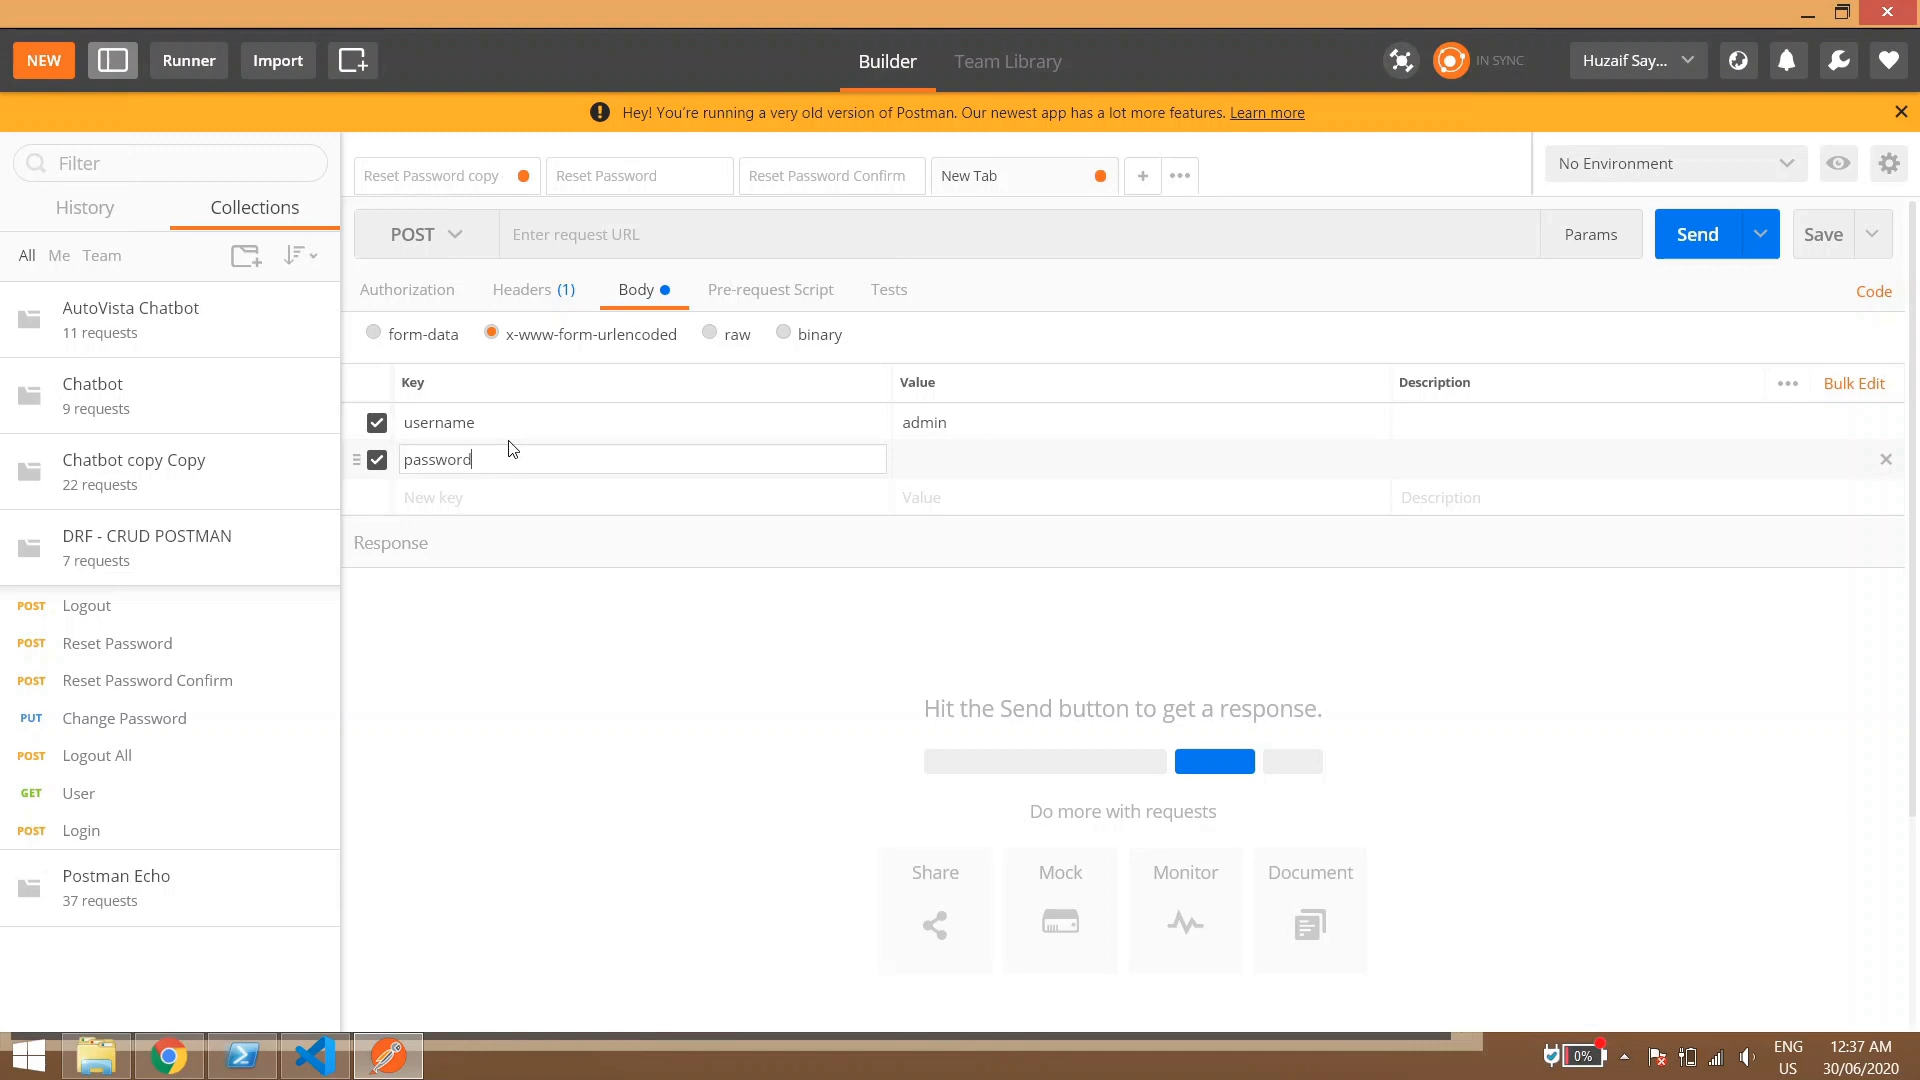 NEW
Runner
Import
Builder
Team Library
IN SYNC
Huzaif Say...
Hey! You're running a very old version of Postman. Our newest app has a lot more features. Learn more
Filter
History
Collections
All Me Team
AutoVista Chatbot
11 requests
Chatbot
9 requests
Chatbot copy Copy
22 requests
DRF - CRUD POSTMAN
7 requests
POST Logout
POST Reset Password
POST Reset Password Confirm
PUT Change Password
POST Logout All
GET User
POST Login
Postman Echo
37 requests
Reset Password copy
Reset Password
Reset Password Confirm
New Tab
No Environment
POST
Enter request URL
Params
Send
Save
Authorization
Headers (1)
Body
Pre-request Script
Tests
Code
form-data
x-www-form-urlencoded
raw
binary
Key
Value
Description
Bulk Edit
username
admin
password
New key
Value
Description
Response
Hit the Send button to get a response.
Do more with requests
Share
Mock
Monitor
Document
0%
ENG
US
12:37 AM
30/06/2020